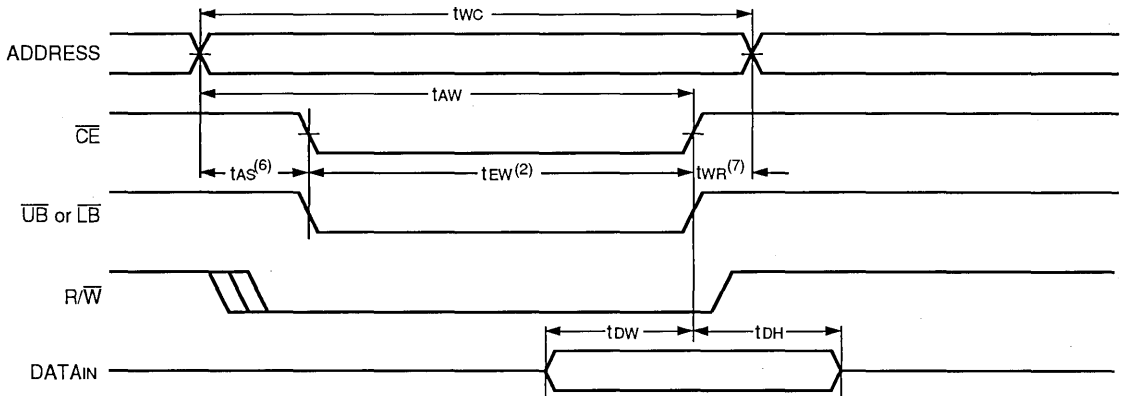 tWC
ADDRESS
tAW
CE
tAS(6) tEW(2) tWR(7)
UB or LB
R/W
tDW tDH
DATAIN